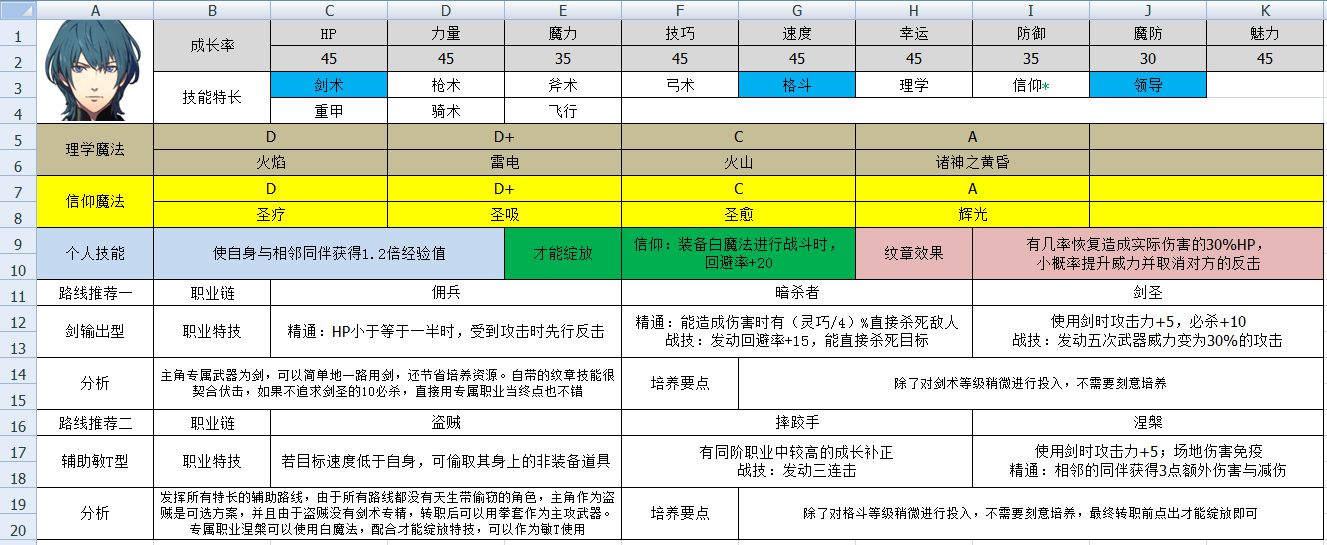 A B C D E F G H I J K
1 成长率 HP 力量 魔力 技巧 速度 幸运 防御 魔防 魅力
2 45 45 35 45 45 45 35 30 45
3 技能特长 剑术 枪术 斧术 弓术 格斗 理学 信仰* 领导
4 重甲 骑术 飞行
5 理学魔法 D D+ C A
6 火焰 雷电 火山 诸神之黄昏
7 信仰魔法 D D+ C A
8 圣疗 圣吸 圣愈 辉光
9 个人技能 使自身与相邻同伴获得1.2倍经验值 才能绽放 信仰：装备白魔法进行战斗时， 纹章效果 有几率恢复造成实际伤害的30%HP，
10 回避率+20 小概率提升威力并取消对方的反击
11 路线推荐一 职业链 佣兵 暗杀者 剑圣
12 剑输出型 职业特技 精通：HP小于等于一半时，受到攻击时先行反击 精通：能造成伤害时有（灵巧/4）%直接杀死敌人 使用剑时攻击力+5，必杀+10
13 战技：发动回避率+15，能直接杀死目标 战技：发动五次武器威力变为30%的攻击
14 分析 主角专属武器为剑，可以简单地一路用剑，还节省培养资源。自带的纹章技能很 培养要点 除了对剑术等级稍微进行投入，不需要刻意培养
15 契合伏击，如果不追求剑圣的10必杀，直接用专属职业当终点也不错
16 路线推荐二 职业链 盗贼 摔跤手 涅槃
17 辅助敏T型 职业特技 若目标速度低于自身，可偷取其身上的非装备道具 有同阶职业中较高的成长补正 使用剑时攻击力+5；场地伤害免疫
18 战技：发动三连击 精通：相邻的同伴获得3点额外伤害与减伤
19 分析 发挥所有特长的辅助路线，由于所有路线都没有天生带偷窃的角色，主角作为盗 培养要点 除了对格斗等级稍微进行投入，不需要刻意培养，最终转职前点出才能绽放即可
贼是可选方案，并且由于盗贼没有剑术专精，转职后可以用拳套作为主攻武器。
20 专属职业涅槃可以使用白魔法，配合才能绽放特技，可以作为敏T使用